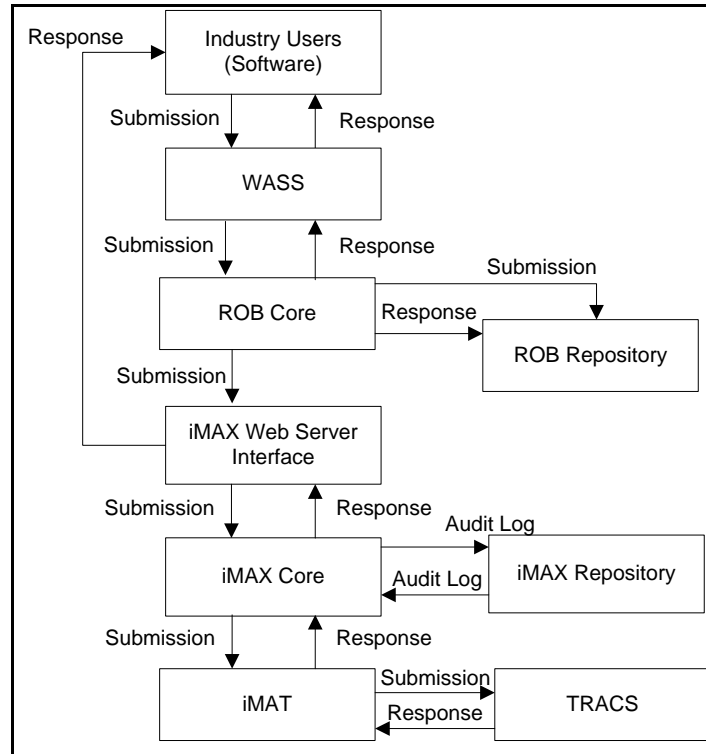 Response
Industry Users
(Software)
Submission
Response
WASS
Submission
Response
Submission
ROB Core
Response
ROB Repository
Submission
iMAX Web Server
Interface
Submission
Response
Audit Log
iMAX Core
Audit Log
iMAX Repository
Submission
Response
Submission
iMAT
Response
TRACS